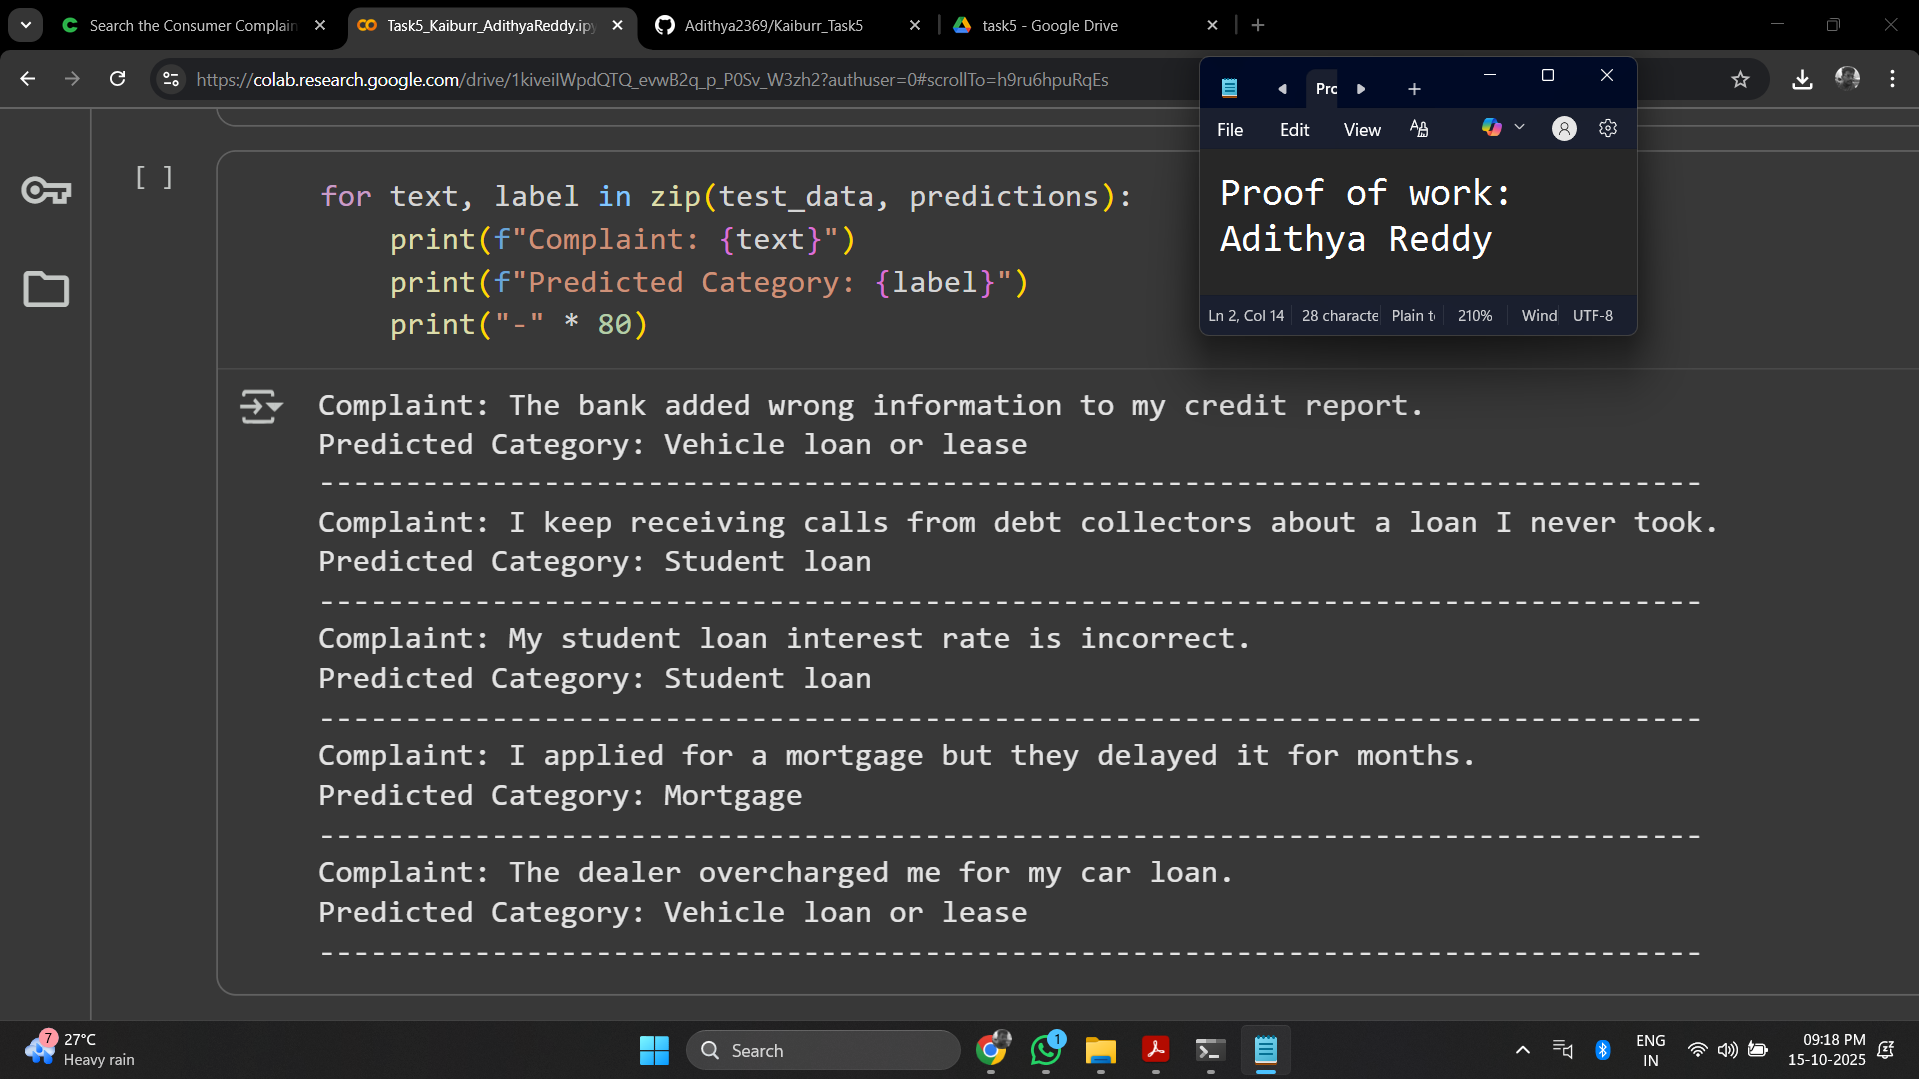 Search the Consumer Complain
Task5_Kaiburr_AdithyaReddy.ipy
Adithya2369/Kaiburr_Task5
task5 - Google Drive
https://colab.research.google.com/drive/1kiveiIWpdQTQ_evwB2q_p_P0Sv_W3zh2?authuser=0#scrollTo=h9ru6hpuRqEs
Pro
File Edit View
Proof of work:
Adithya Reddy
Ln 2, Col 14 28 characte Plain t 210% Wind UTF-8
[ ]
for text, label in zip(test_data, predictions):
print(f"Complaint: {text}")
print(f"Predicted Category: {label}")
print("-" * 80)
Complaint: The bank added wrong information to my credit report.
Predicted Category: Vehicle loan or lease
--------------------------------------------------------------------------------
Complaint: I keep receiving calls from debt collectors about a loan I never took.
Predicted Category: Student loan
--------------------------------------------------------------------------------
Complaint: My student loan interest rate is incorrect.
Predicted Category: Student loan
--------------------------------------------------------------------------------
Complaint: I applied for a mortgage but they delayed it for months.
Predicted Category: Mortgage
--------------------------------------------------------------------------------
Complaint: The dealer overcharged me for my car loan.
Predicted Category: Vehicle loan or lease
--------------------------------------------------------------------------------
7
27°C
Heavy rain
Search
1
ENG
IN
09:18 PM
15-10-2025